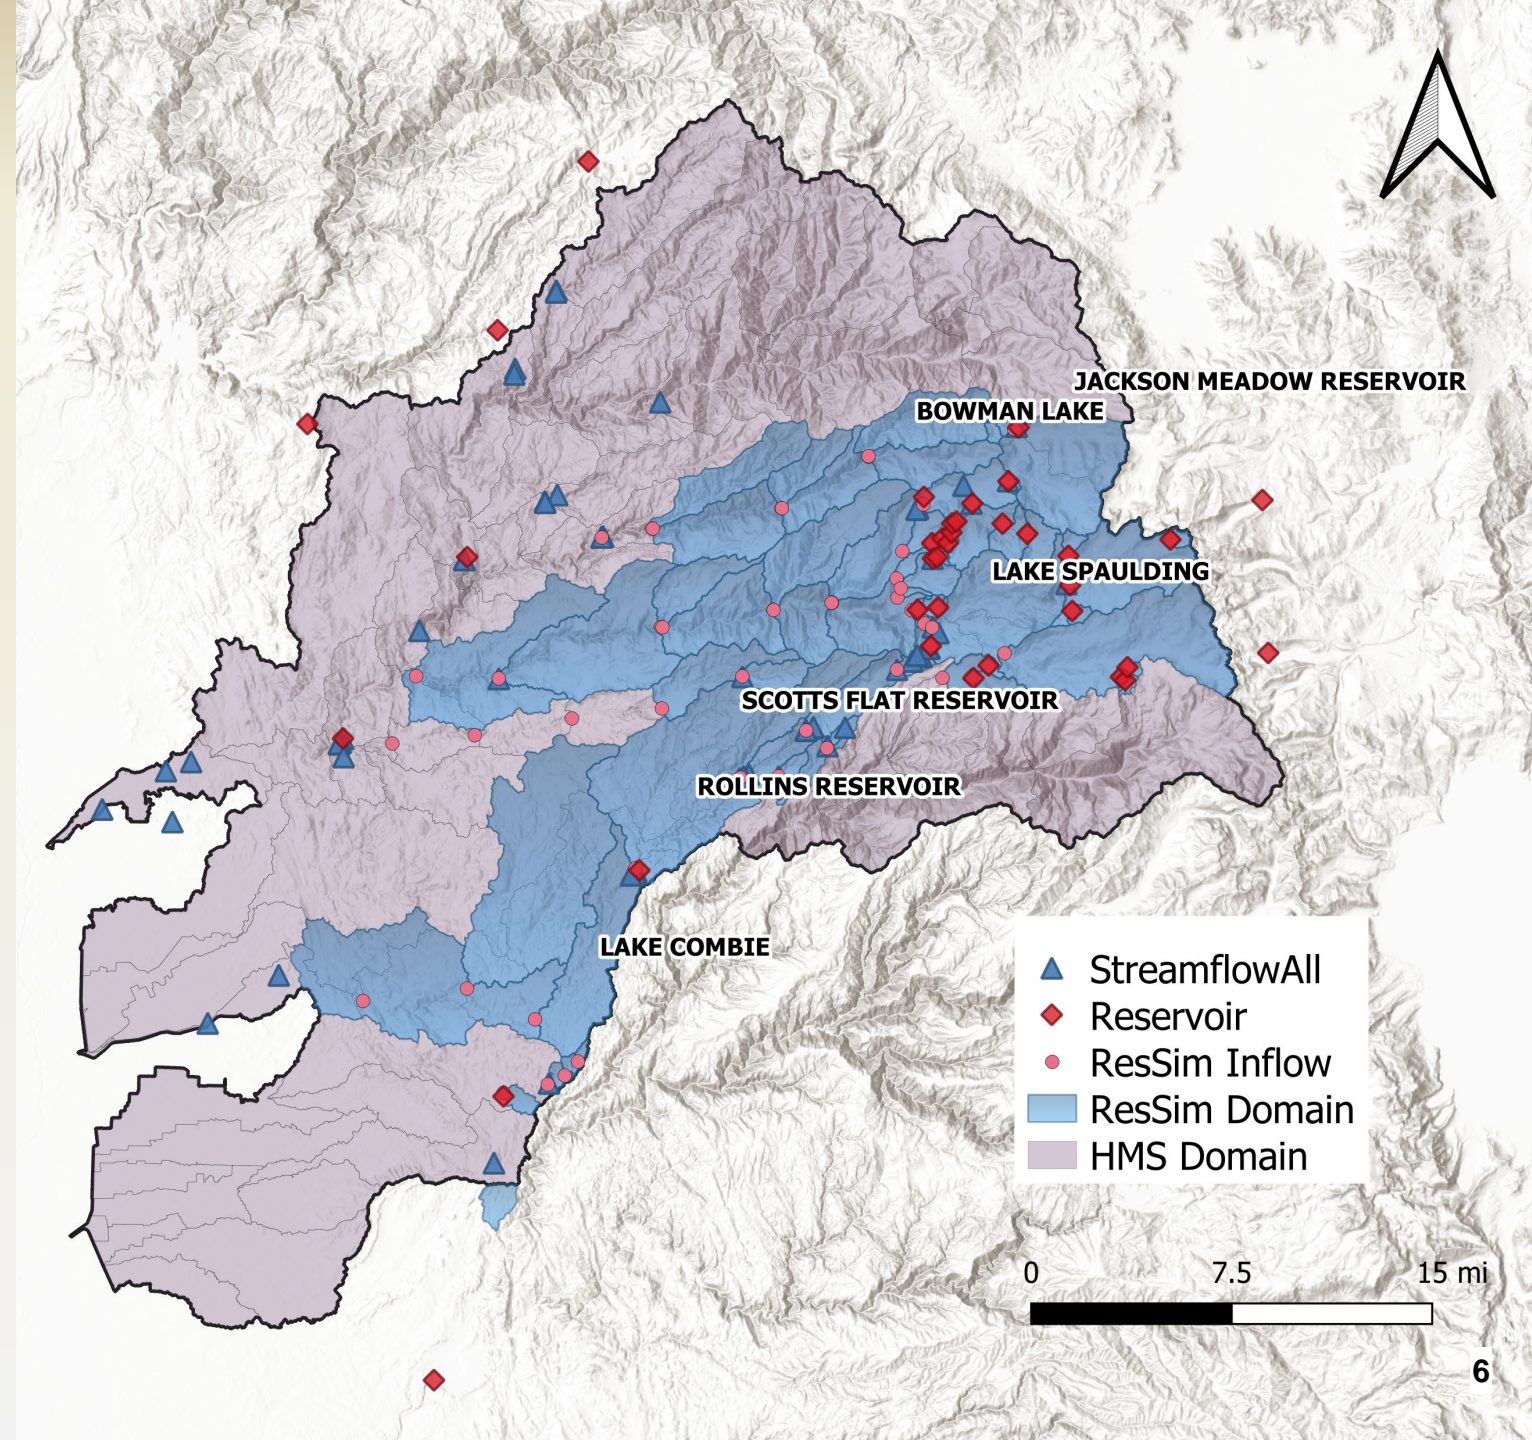 JACKSON MEADOW RESERVOIR
BOWMAN LAKE
LAKE SPAULDING
SCOTTS FLAT RESERVOIR
ROLLINS RESERVOIR
LAKE COMBIE
StreamflowAll
Reservoir
ResSim Inflow
ResSim Domain
HMS Domain
0 7.5 15 mi
6